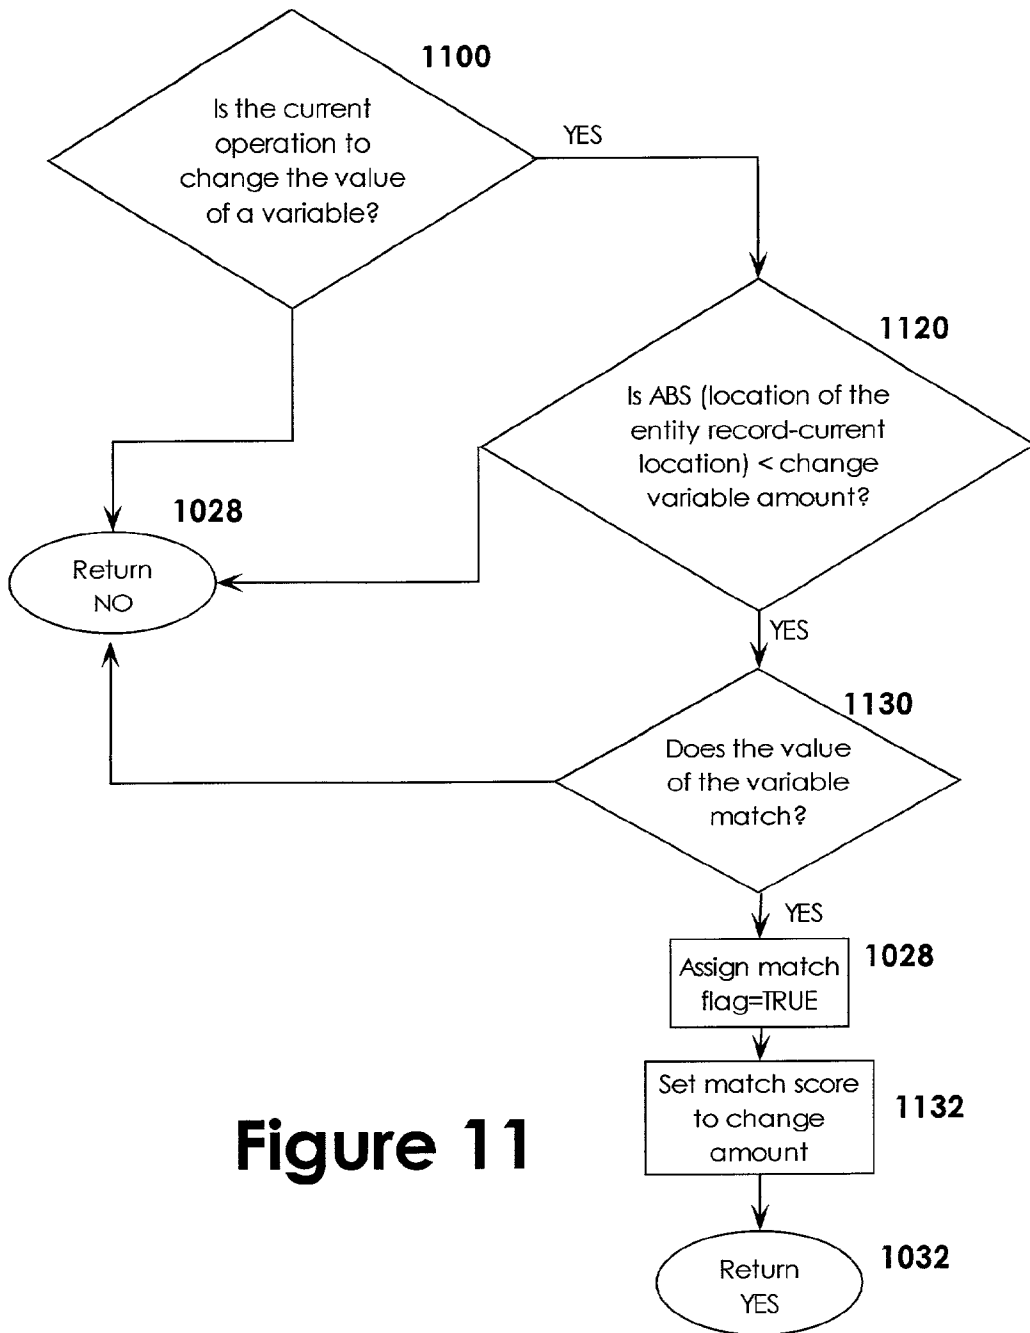 1100
Is the current
operation to
change the value
of a variable?
YES
1120
Is ABS (location of the
entity record-current
location) < change
variable amount?
1028
Return
NO
YES
1130
Does the value
of the variable
match?
YES
1028
Assign match
flag=TRUE
Set match score
to change
amount
1132
Figure 11
1032
Return
YES